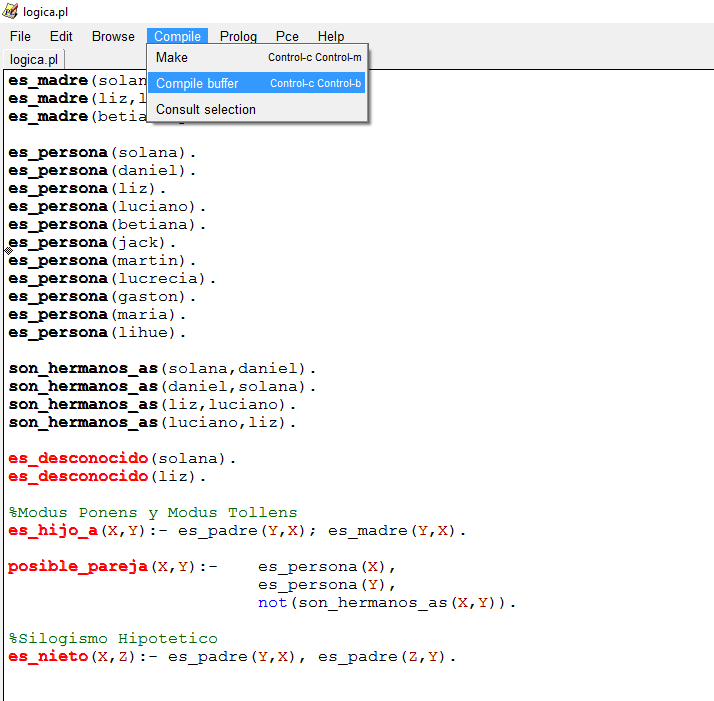 logica.pl
File Edit Browse Compile Prolog Pce Help
logica.pl
Make Control-c Control-m
Compile buffer Control-c Control-b
Consult selection
es_madre(solan
es_madre(liz,l
es_madre(betia
es_persona(solana).
es_persona(daniel).
es_persona(liz).
es_persona(luciano).
es_persona(betiana).
es_persona(jack).
es_persona(martin).
es_persona(lucrecia).
es_persona(gaston).
es_persona(maria).
es_persona(lihue).
son_hermanos_as(solana,daniel).
son_hermanos_as(daniel,solana).
son_hermanos_as(liz,luciano).
son_hermanos_as(luciano,liz).
es_desconocido(solana).
es_desconocido(liz).
%Modus Ponens y Modus Tollens
es_hijo_a(X,Y):- es_padre(Y,X); es_madre(Y,X).
posible_pareja(X,Y):- es_persona(X),
es_persona(Y),
not(son_hermanos_as(X,Y)).
%Silogismo Hipotetico
es_nieto(X,Z):- es_padre(Y,X), es_padre(Z,Y).